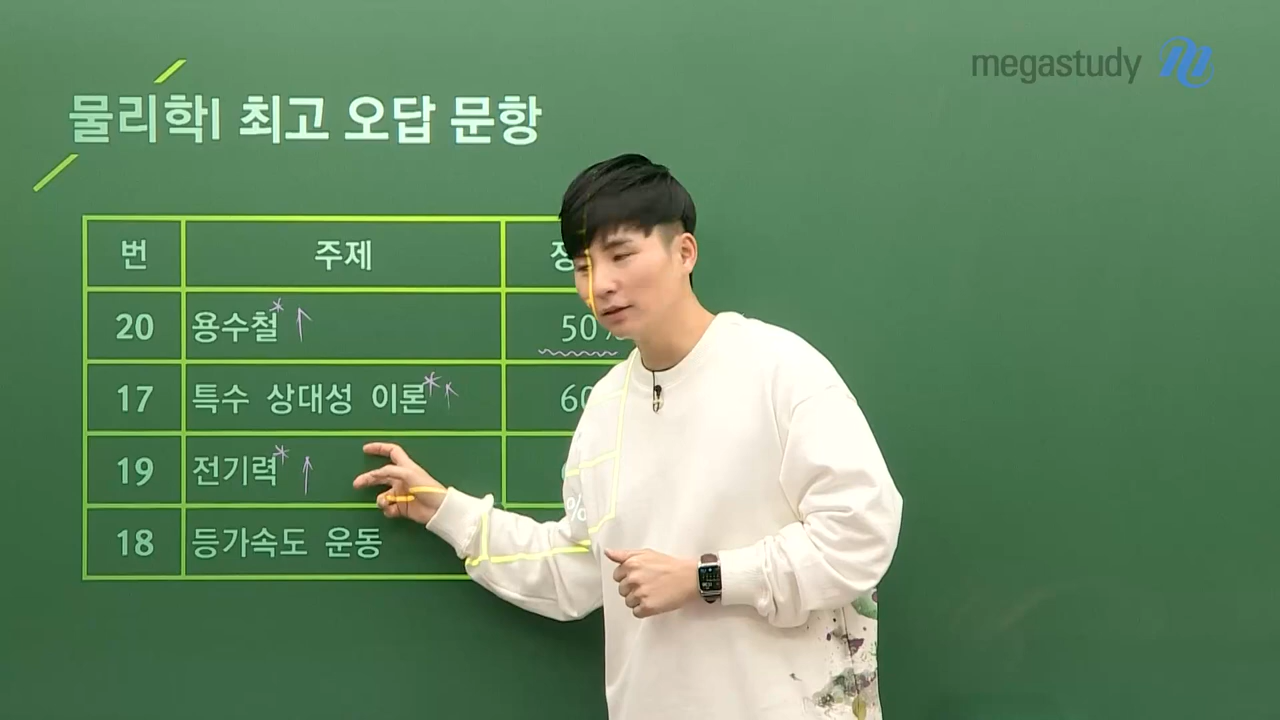 megastudy
물리학I 최고 오답 문항
번 주제
20 용수철 50%
17 특수 상대성 이론 60
19 전기력 %
18 등가속도 운동